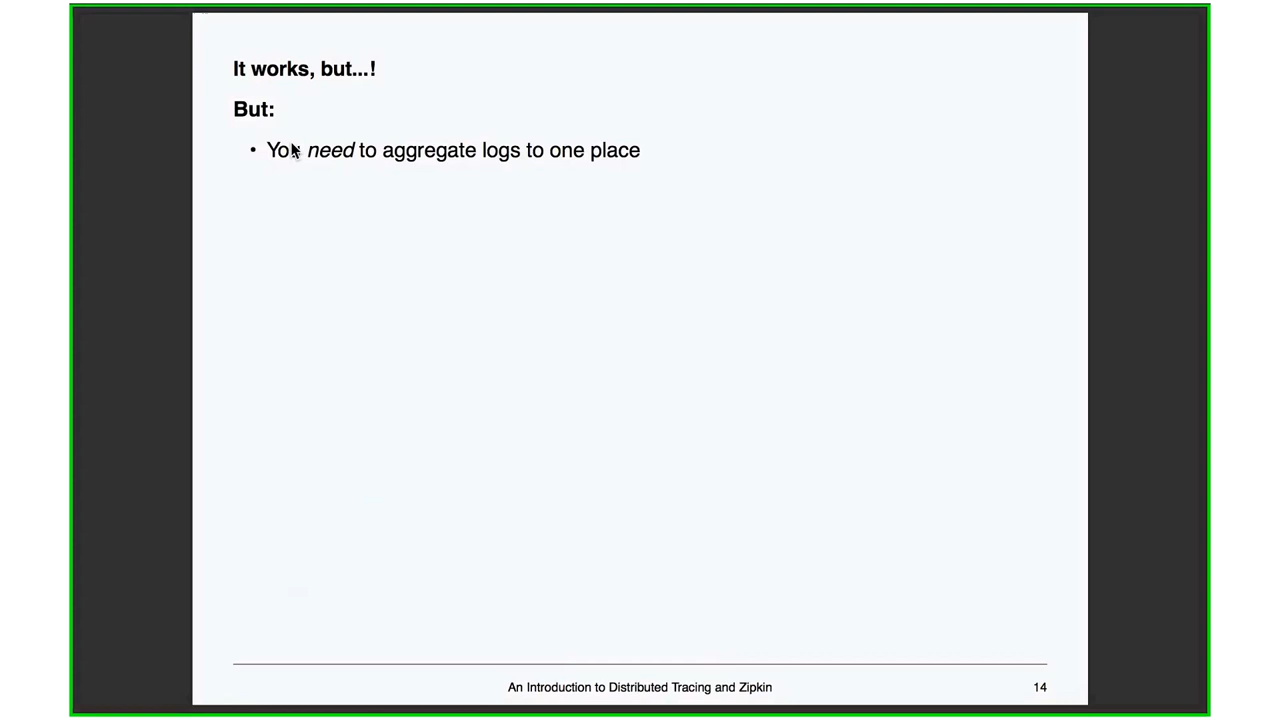 It works, but...!
But:
• You need to aggregate logs to one place
An Introduction to Distributed Tracing and Zipkin
14